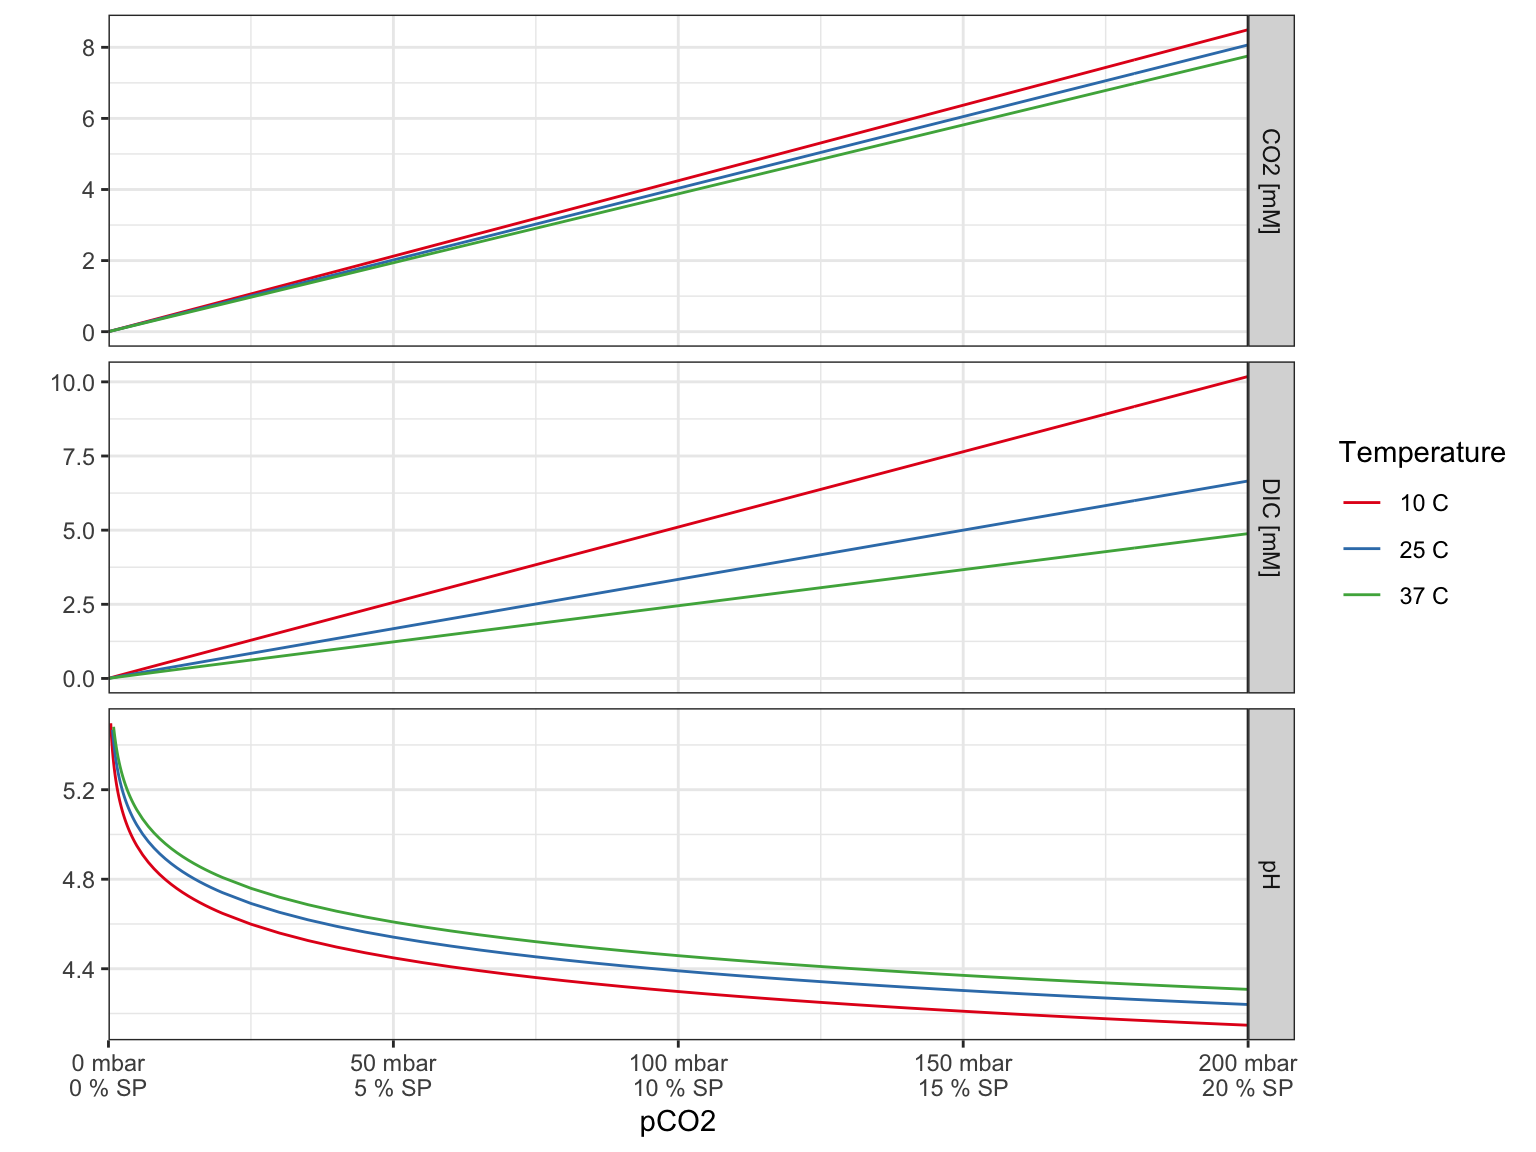 8
6
4
2
0
CO2 [mM]
10.0
7.5
5.0
2.5
0.0
DIC [mM]
5.2
4.8
4.4
pH
0 mbar
0 % SP
50 mbar
5 % SP
100 mbar
10 % SP
150 mbar
15 % SP
200 mbar
20 % SP
pCO2
Temperature
10 C
25 C
37 C